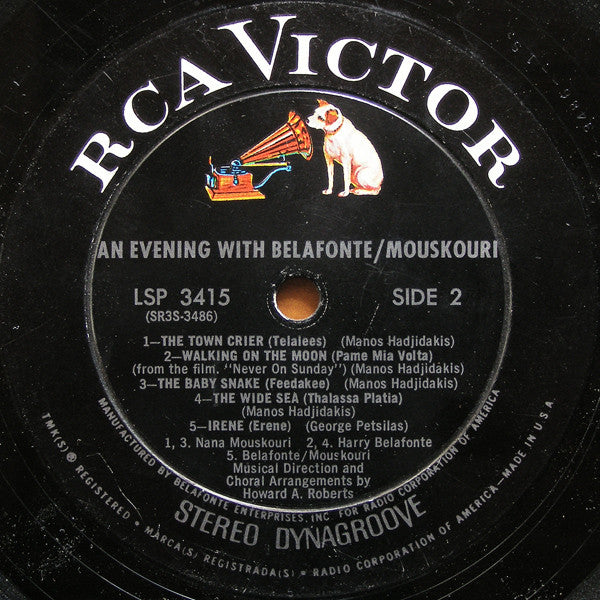 RCA VICTOR
AN EVENING WITH BELAFONTE/MOUSKOURI
LSP 3415
SIDE 2
(SR3S-3486)
1—THE TOWN CRIER (Telalees) (Manos Hadjidakis)
2—WALKING ON THE MOON (Pame Mia Volta)
(from the film. "Never On Sunday") (Manos Hadjidakis)
3—THE BABY SNAKE (Feedakee) (Manos Hadjidakis)
4—THE WIDE SEA (Thalassa Platia)
(Manos Hadjidakis)
5—IRENE (Erene) (George Petsilas)
1, 3. Nana Mouskouri 2, 4. Harry Belafonte
5. Belafonte/Mouskouri
Musical Direction and
Choral Arrangements by
Howard A. Roberts
MANUFACTURED BY BELAFONTE ENTERPRISES, INC FOR RADIO CORPORATION OF AMERICA
STEREO DYNAGROOVE
TMK(S) ® REGISTERED • MARCA(S) REGISTRADA(S) • RADIO CORPORATION OF AMERICA—MADE IN U.S.A